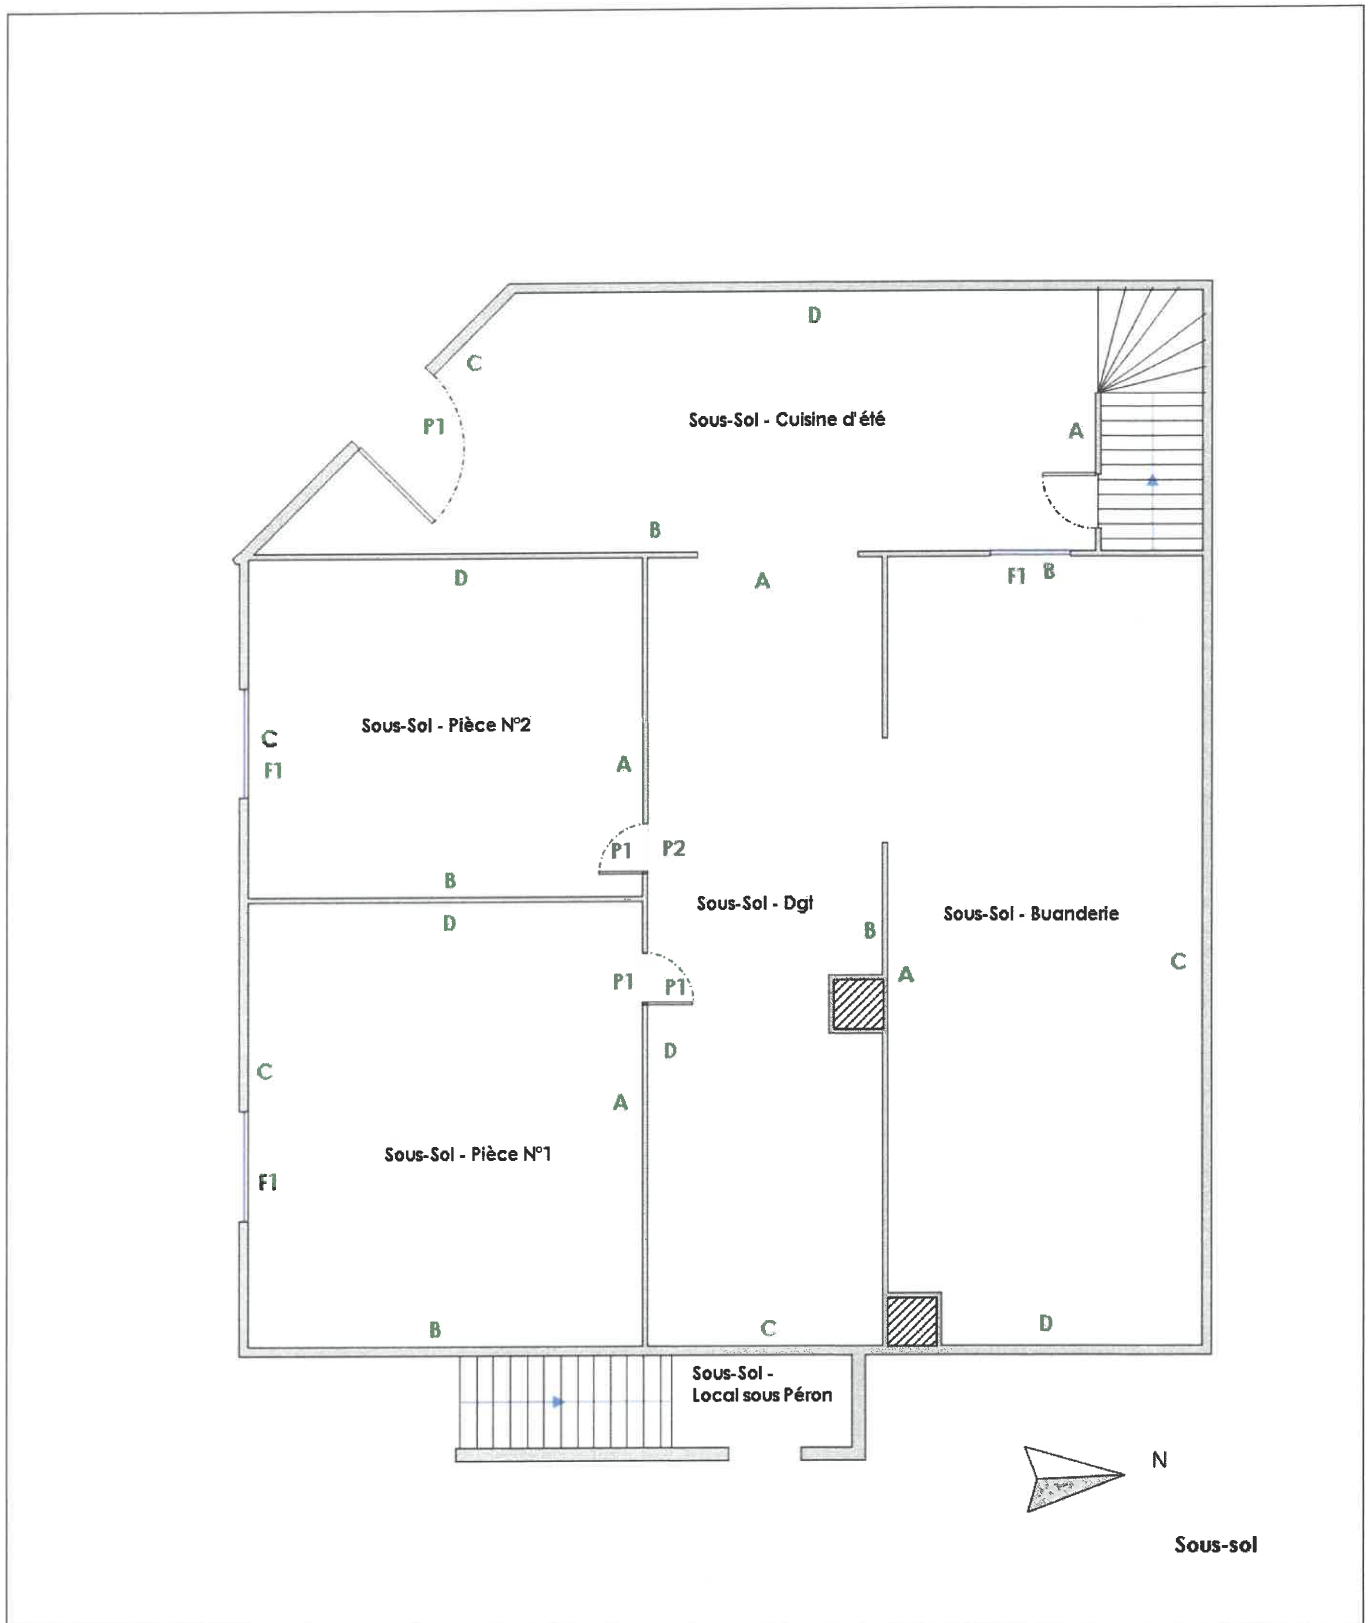 D
C
Sous-Sol - Cuisine d'été
P1
A
B
D
A
F1 B
Sous-Sol - Pièce N°2
C
F1
A
P1 P2
B
Sous-Sol - Dgt
Sous-Sol - Buanderie
D
B
C
A
P1 P1
D
C
A
Sous-Sol - Pièce N°1
F1
B
C
D
Sous-Sol -
Local sous Péron
N
Sous-sol